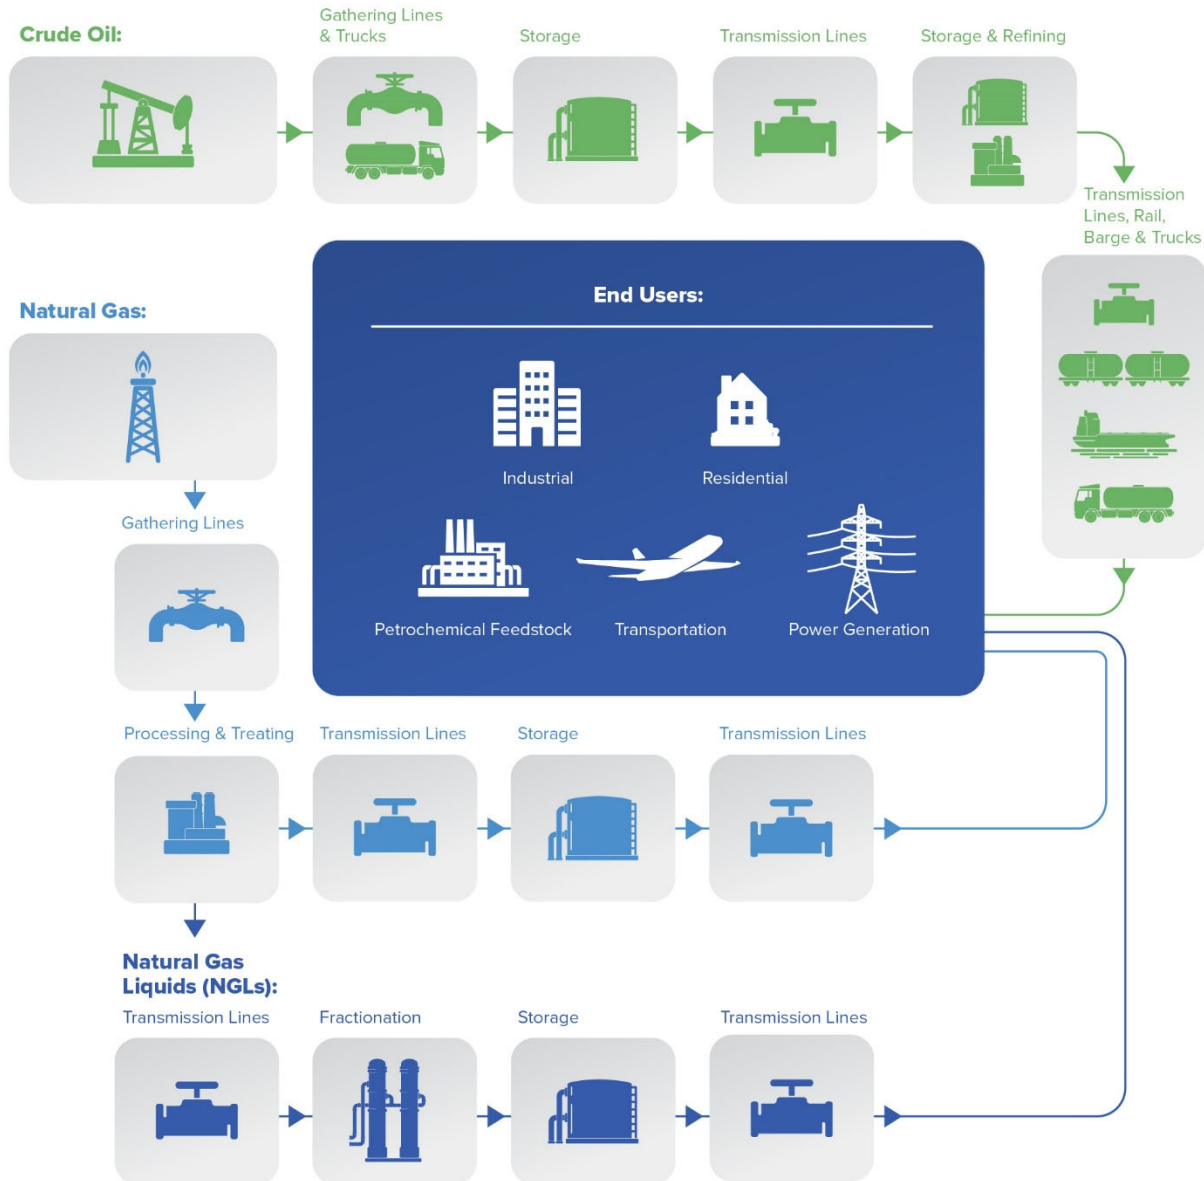 Crude Oil:
Gathering Lines
& Trucks
Storage
Transmission Lines
Storage & Refining
Transmission
Lines, Rail,
Barge & Trucks
End Users:
Industrial
Residential
Petrochemical Feedstock
Transportation
Power Generation
Natural Gas:
Gathering Lines
Processing & Treating
Transmission Lines
Storage
Transmission Lines
Natural Gas
Liquids (NGLs):
Transmission Lines
Fractionation
Storage
Transmission Lines